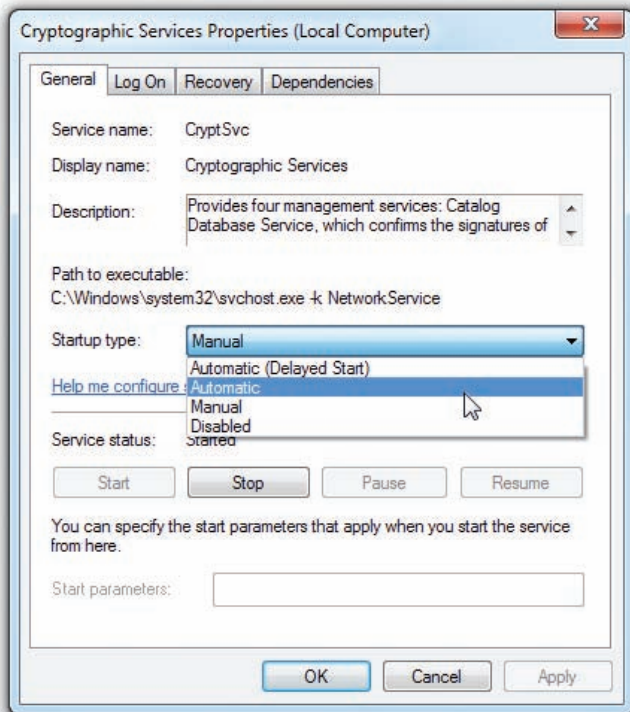 Cryptographic Services Properties (Local Computer)
General Log On Recovery Dependencies
Service name: CryptSvc
Display name: Cryptographic Services
Description: Provides four management services: Catalog
Database Service, which confirms the signatures of
Path to executable:
C:\Windows\system32\svchost.exe -k NetworkService
Startup type: Manual
Automatic (Delayed Start)
Help me configure Automatic
Manual
Disabled
Service status: Started
Start Stop Pause Resume
You can specify the start parameters that apply when you start the service
from here.
Start parameters:
OK Cancel Apply